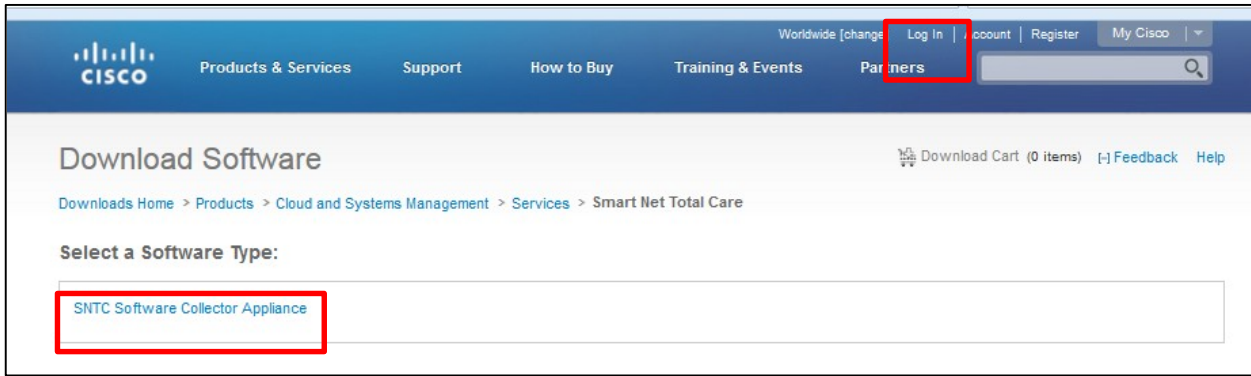 Worldwide [change] Log In | Account | Register My Cisco
CISCO Products & Services Support How to Buy Training & Events Partners
Download Software
Download Cart (0 items) [-] Feedback Help
Downloads Home > Products > Cloud and Systems Management > Services > Smart Net Total Care
Select a Software Type:
SNTC Software Collector Appliance